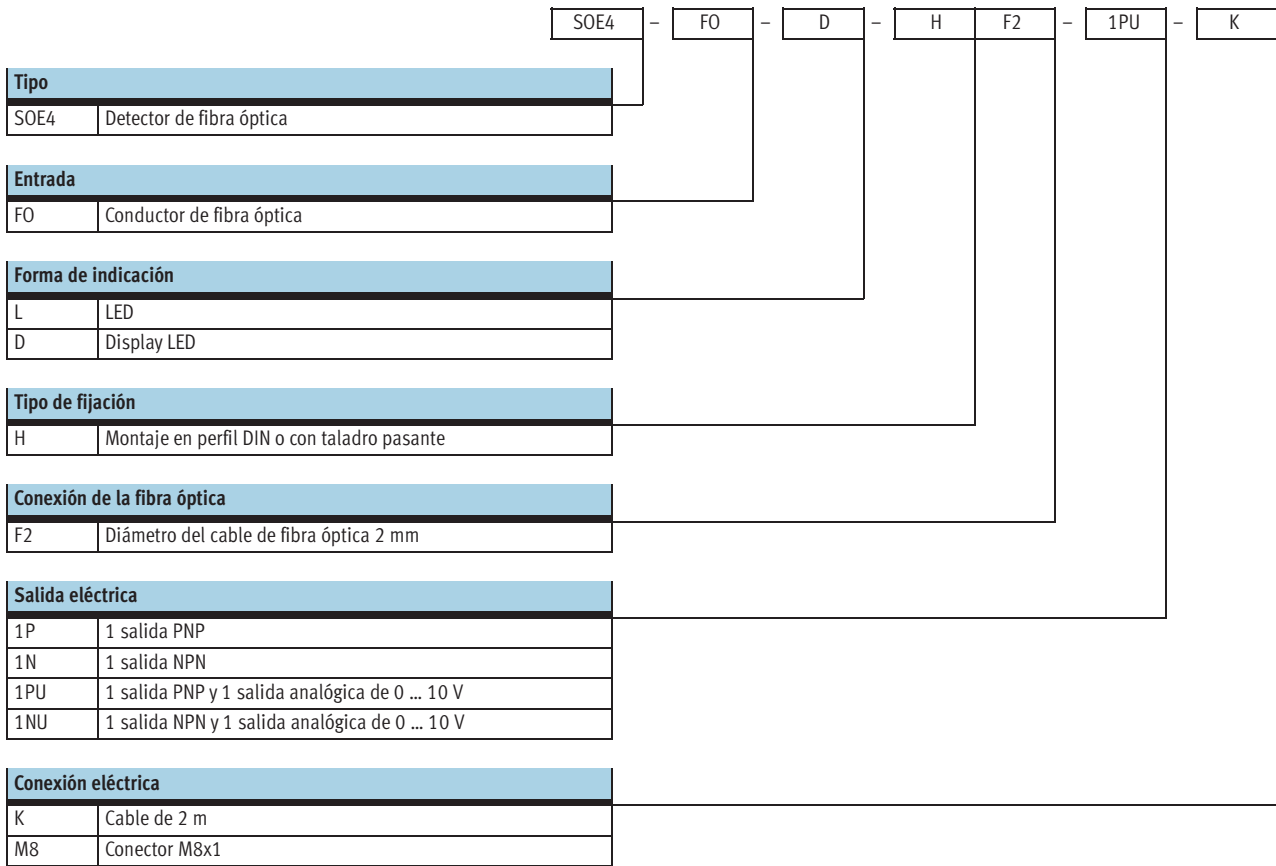 SOE4 – FO – D – H F2 – 1PU – K
Tipo
SOE4 Detector de fibra óptica
Entrada
FO Conductor de fibra óptica
Forma de indicación
L LED
D Display LED
Tipo de fijación
H Montaje en perfil DIN o con taladro pasante
Conexión de la fibra óptica
F2 Diámetro del cable de fibra óptica 2 mm
Salida eléctrica
1P 1 salida PNP
1N 1 salida NPN
1PU 1 salida PNP y 1 salida analógica de 0 ... 10 V
1NU 1 salida NPN y 1 salida analógica de 0 ... 10 V
Conexión eléctrica
K Cable de 2 m
M8 Conector M8x1